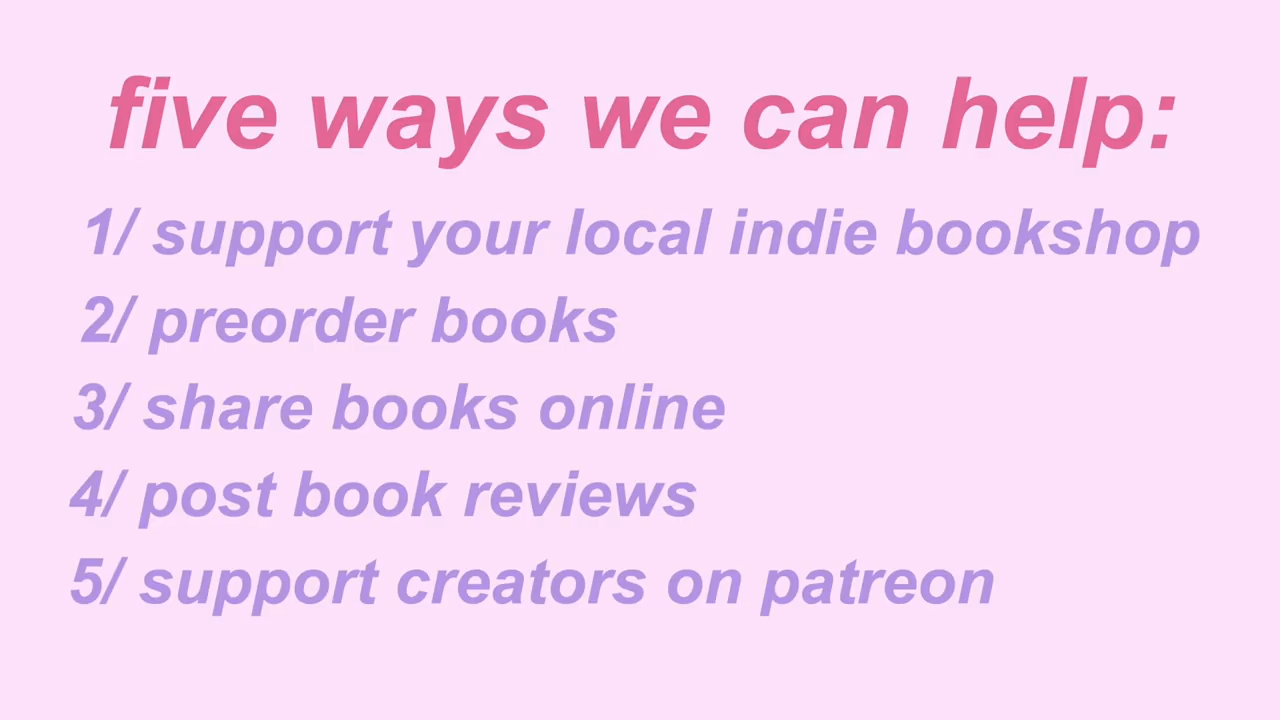 five ways we can help:
1/ support your local indie bookshop
2/ preorder books
3/ share books online
4/ post book reviews
5/ support creators on patreon